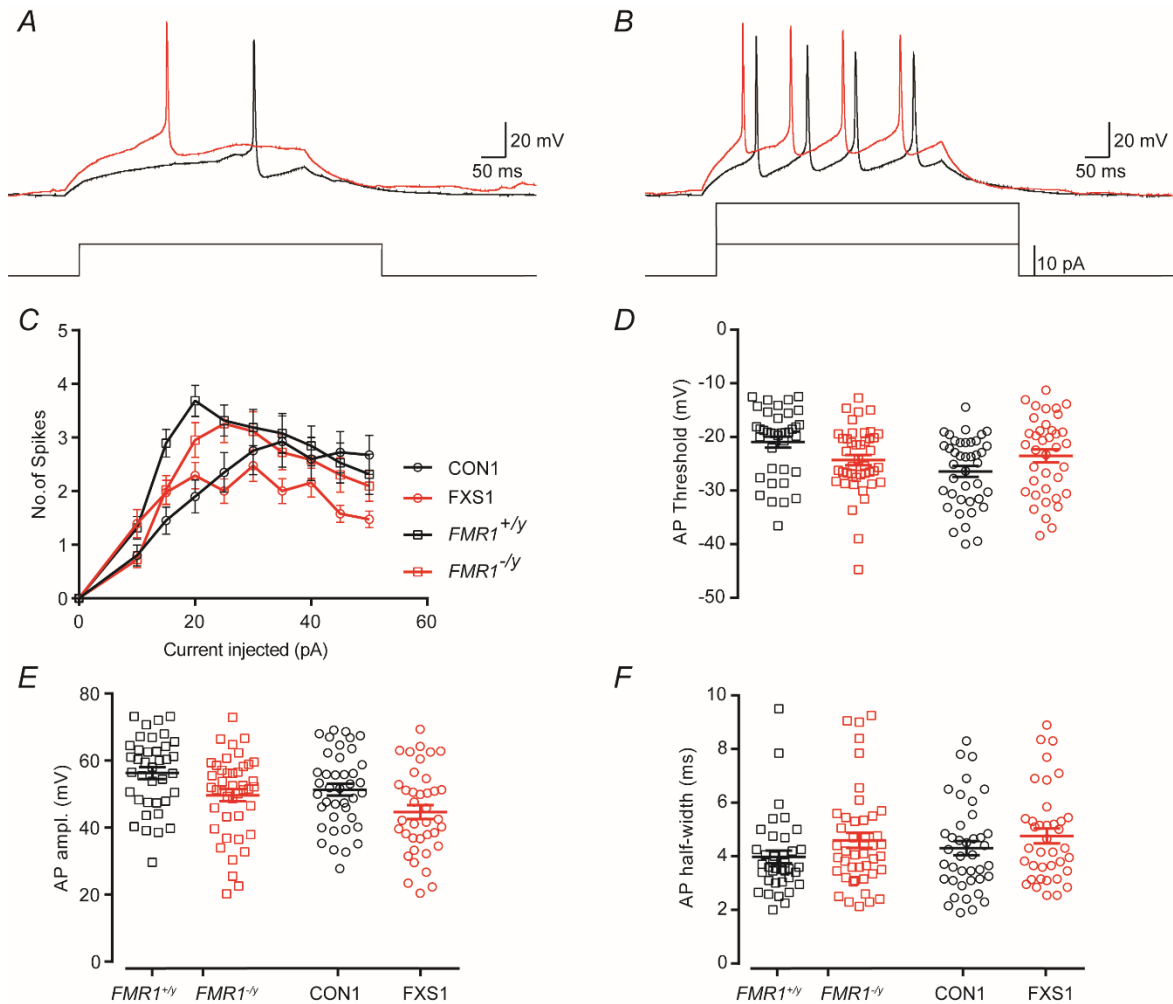 A
20 mV
50 ms
B
20 mV
50 ms
10 pA
C
5
4
3
2
1
0
No.of Spikes
0
20
40
60
Current injected (pA)
CON1
FXS1
FMR1+/y
FMR1-/y
D
0
-10
-20
-30
-40
-50
AP Threshold (mV)
E
80
60
40
20
0
AP ampl. (mV)
FMR1+/y
FMR1-/y
CON1
FXS1
F
10
8
6
4
2
0
AP half-width (ms)
FMR1+/y
FMR1-/y
CON1
FXS1